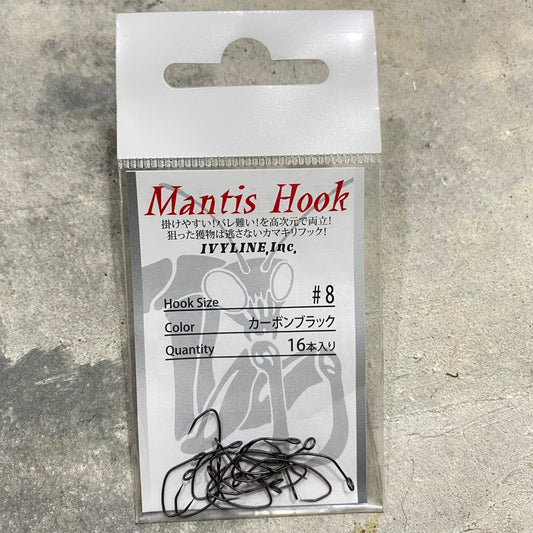 Mantis Hook
掛けやすい!バレ難い!を高次元で両立!
狙った獲物は逃さないカマキリフック!
IVYLINE,Inc.
Hook Size #8
Color カーボンブラック
Quantity 16本入り